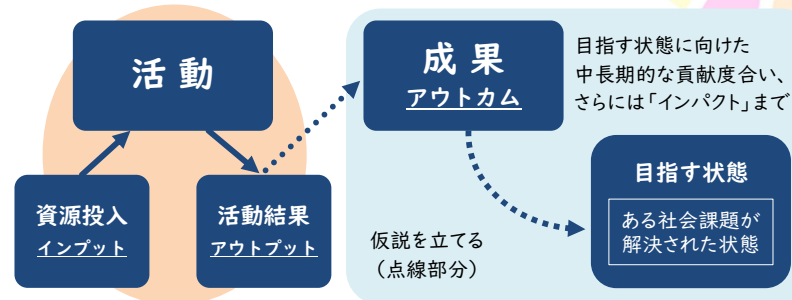 活動
資源投入
インプット
活動結果
アウトプット
成果
アウトカム
目指す状態に向けた
中長期的な貢献度合い、
さらには「インパクト」まで
仮説を立てる
（点線部分）
目指す状態
ある社会課題が
解決された状態